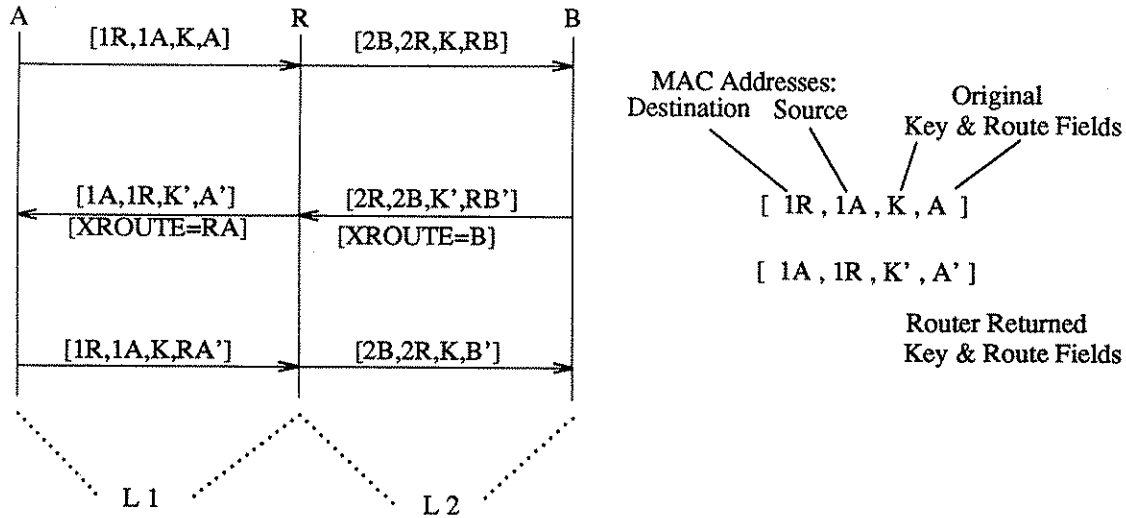 A R B
[1R,1A,K,A] [2B,2R,K,RB]
[1A,1R,K',A'] [2R,2B,K',RB']
[XROUTE=RA] [XROUTE=B]
[1R,1A,K,RA'] [2B,2R,K,B']
L 1 L 2
MAC Addresses:
Destination Source
Original
Key & Route Fields
[ 1R , 1A , K , A ]
[ 1A , 1R , K' , A' ]
Router Returned
Key & Route Fields